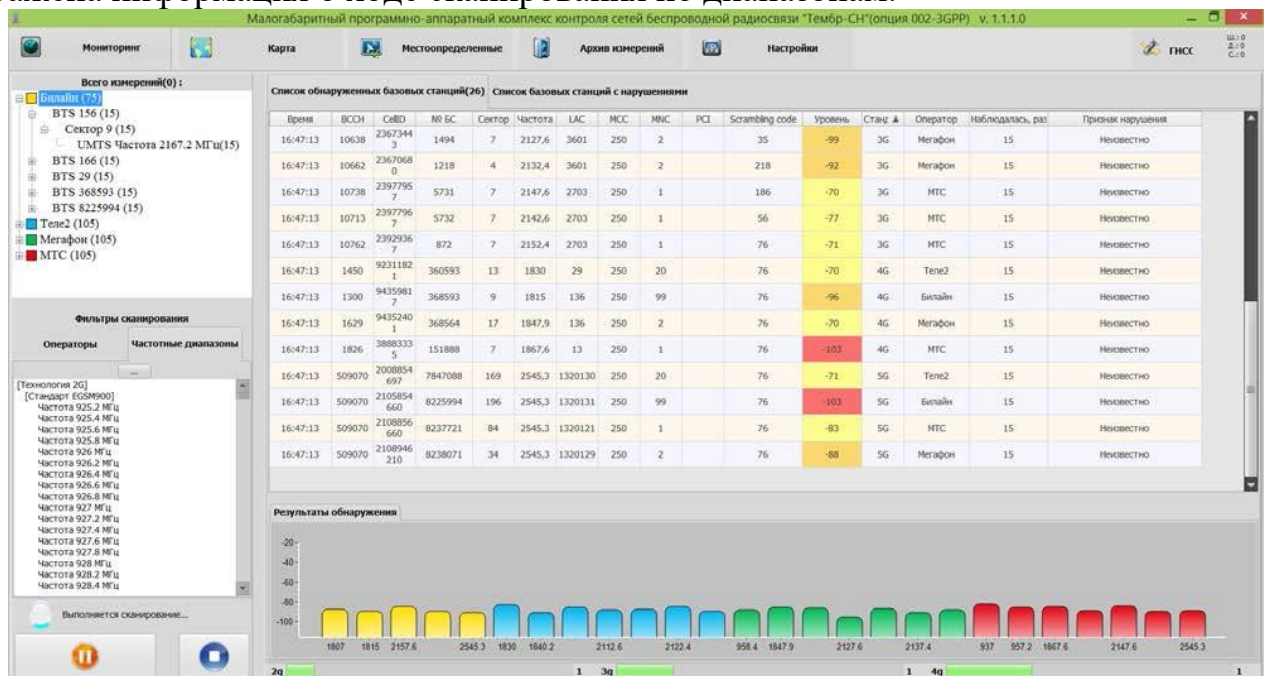 Малогабаритный программно-аппаратный комплекс контроля сетей беспроводной радиосвязи "Тембр-СН"(опция 002-3GPP) v. 1.1.1.0
Мониторинг Карта Местоопределенные Архив измерений Настройки ГНСС
Ш.: 0
Д.: 0
С.: 0
Всего измерений(0) :
Билайн (75)
BTS 156 (15)
Сектор 9 (15)
UMTS Частота 2167.2 МГц(15)
BTS 166 (15)
BTS 29 (15)
BTS 368593 (15)
BTS 8225994 (15)
Теле2 (105)
Мегафон (105)
МТС (105)
Фильтры сканирования
Операторы Частотные диапазоны
...
[Технология 2G]
[Стандарт EGSM900]
Частота 925.2 МГц
Частота 925.4 МГц
Частота 925.6 МГц
Частота 925.8 МГц
Частота 926 МГц
Частота 926.2 МГц
Частота 926.4 МГц
Частота 926.6 МГц
Частота 926.8 МГц
Частота 927 МГц
Частота 927.2 МГц
Частота 927.4 МГц
Частота 927.6 МГц
Частота 927.8 МГц
Частота 928 МГц
Частота 928.2 МГц
Частота 928.4 МГц
Выполняется сканирование...
Список обнаруженных базовых станций(26) Список базовых станций с нарушениями
Время BCCH CellID № БС Сектор Частота LAC MCC MNC PCI Scrambling code Уровень Станд Оператор Наблюдалась, раз Признак нарушения
16:47:13 10638 23673443 1494 7 2127,6 3601 250 2 35 -99 3G Мегафон 15 Неизвестно
16:47:13 10662 23670680 1218 4 2132,4 3601 250 2 218 -92 3G Мегафон 15 Неизвестно
16:47:13 10738 23977957 5731 7 2147,6 2703 250 1 186 -70 3G МТС 15 Неизвестно
16:47:13 10713 23977967 5732 7 2142,6 2703 250 1 56 -77 3G МТС 15 Неизвестно
16:47:13 10762 23929367 872 7 2152,4 2703 250 1 76 -71 3G МТС 15 Неизвестно
16:47:13 1450 92311821 360593 13 1830 29 250 20 76 -70 4G Теле2 15 Неизвестно
16:47:13 1300 94359817 368593 9 1815 136 250 99 76 -96 4G Билайн 15 Неизвестно
16:47:13 1629 94352401 368564 17 1847,9 136 250 2 76 -70 4G Мегафон 15 Неизвестно
16:47:13 1826 38883335 151888 7 1867,6 13 250 1 76 -103 4G МТС 15 Неизвестно
16:47:13 509070 2008854697 7847088 169 2545,3 1320130 250 20 76 -71 5G Теле2 15 Неизвестно
16:47:13 509070 2105854660 8225994 196 2545,3 1320131 250 99 76 -103 5G Билайн 15 Неизвестно
16:47:13 509070 2108856660 8237721 84 2545,3 1320121 250 1 76 -83 5G МТС 15 Неизвестно
16:47:13 509070 2108946210 8238071 34 2545,3 1320129 250 2 76 -88 5G Мегафон 15 Неизвестно
Результаты обнаружения
-20
-40
-60
-80
-100
1807 1815 2157.6 2545.3 1830 1840.2 2112.6 2122.4 958.4 1847.9 2127.6 2137.4 937 957.2 1867.6 2147.6 2545.3
2g 1 3g 1 4g 1